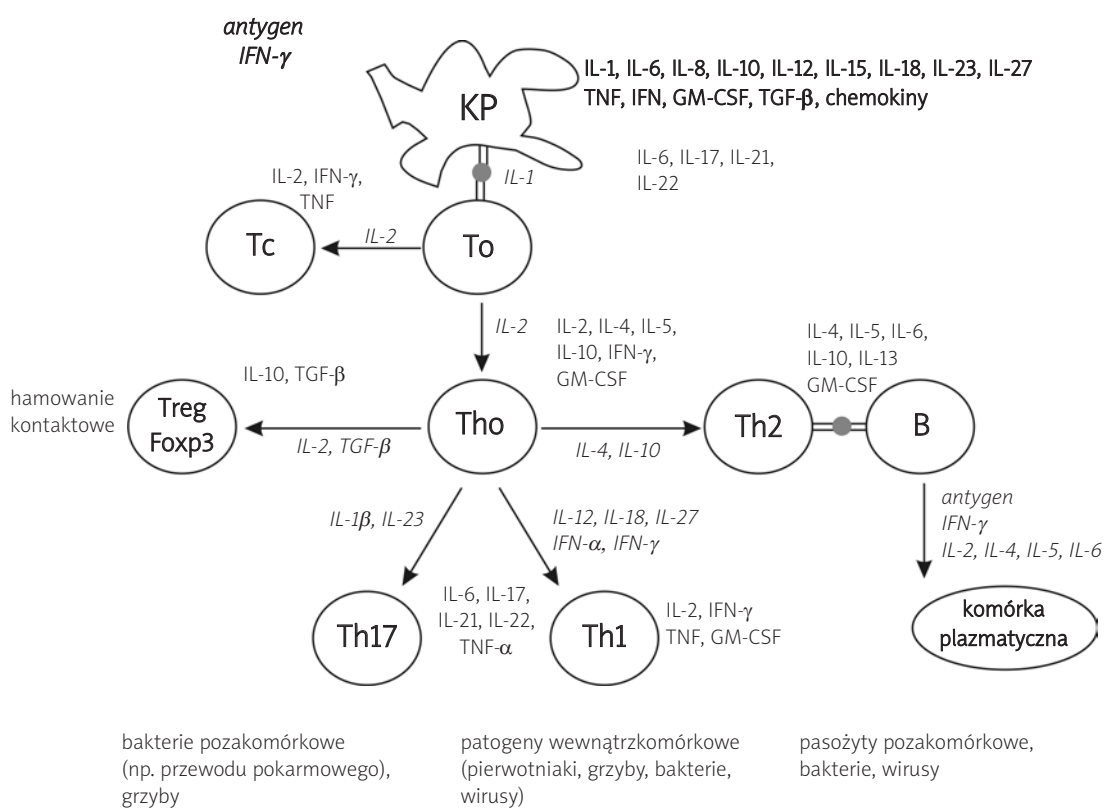 antygen
IFN-γ
KP
IL-1, IL-6, IL-8, IL-10, IL-12, IL-15, IL-18, IL-23, IL-27
TNF, IFN, GM-CSF, TGF-β, chemokiny
IL-6, IL-17, IL-21,
IL-22
IL-1
IL-2, IFN-γ,
TNF
Tc
IL-2
To
IL-2
IL-2, IL-4, IL-5,
IL-10, IFN-γ,
GM-CSF
IL-4, IL-5, IL-6,
IL-10, IL-13
GM-CSF
hamowanie
kontaktowe
IL-10, TGF-β
Treg
Foxp3
IL-2, TGF-β
Tho
IL-4, IL-10
Th2
B
antygen
IFN-γ
IL-2, IL-4, IL-5, IL-6
IL-1β, IL-23
IL-12, IL-18, IL-27
IFN-α, IFN-γ
Th17
IL-6, IL-17,
IL-21, IL-22,
TNF-α
Th1
IL-2, IFN-γ
TNF, GM-CSF
komórka
plazmatyczna
bakterie pozakomórkowe
(np. przewodu pokarmowego),
grzyby
patogeny wewnątrzkomórkowe
(pierwotniaki, grzyby, bakterie,
wirusy)
pasożyty pozakomórkowe,
bakterie, wirusy